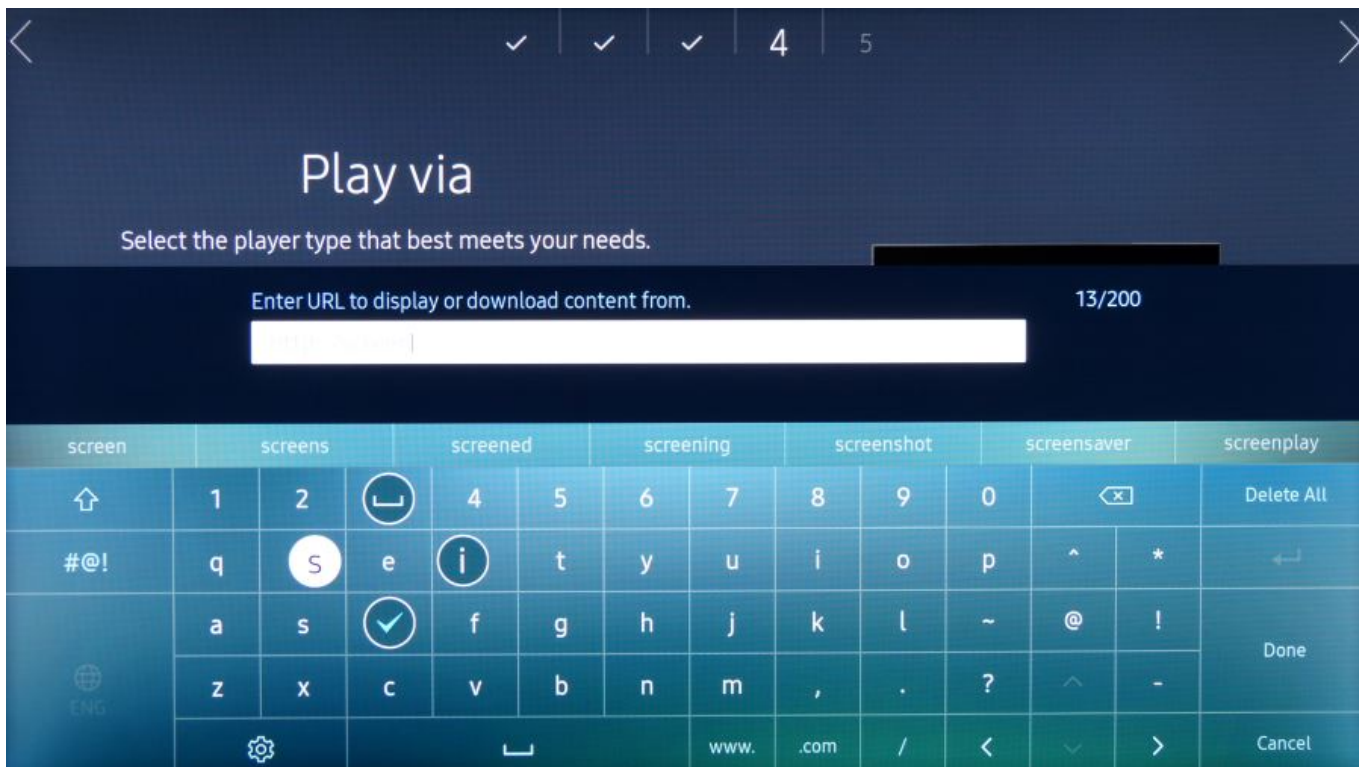 4 5
Play via
Select the player type that best meets your needs.
Enter URL to display or download content from.
13/200
screen screens screened screening screenshot screensaver screenplay
1 2 4 5 6 7 8 9 0 Delete All
#@! q s e i t y u i o p ^ *
a s f g h j k l ~ @ !
Done
ENG z x c v b n m , . ? -
www. .com / < > Cancel